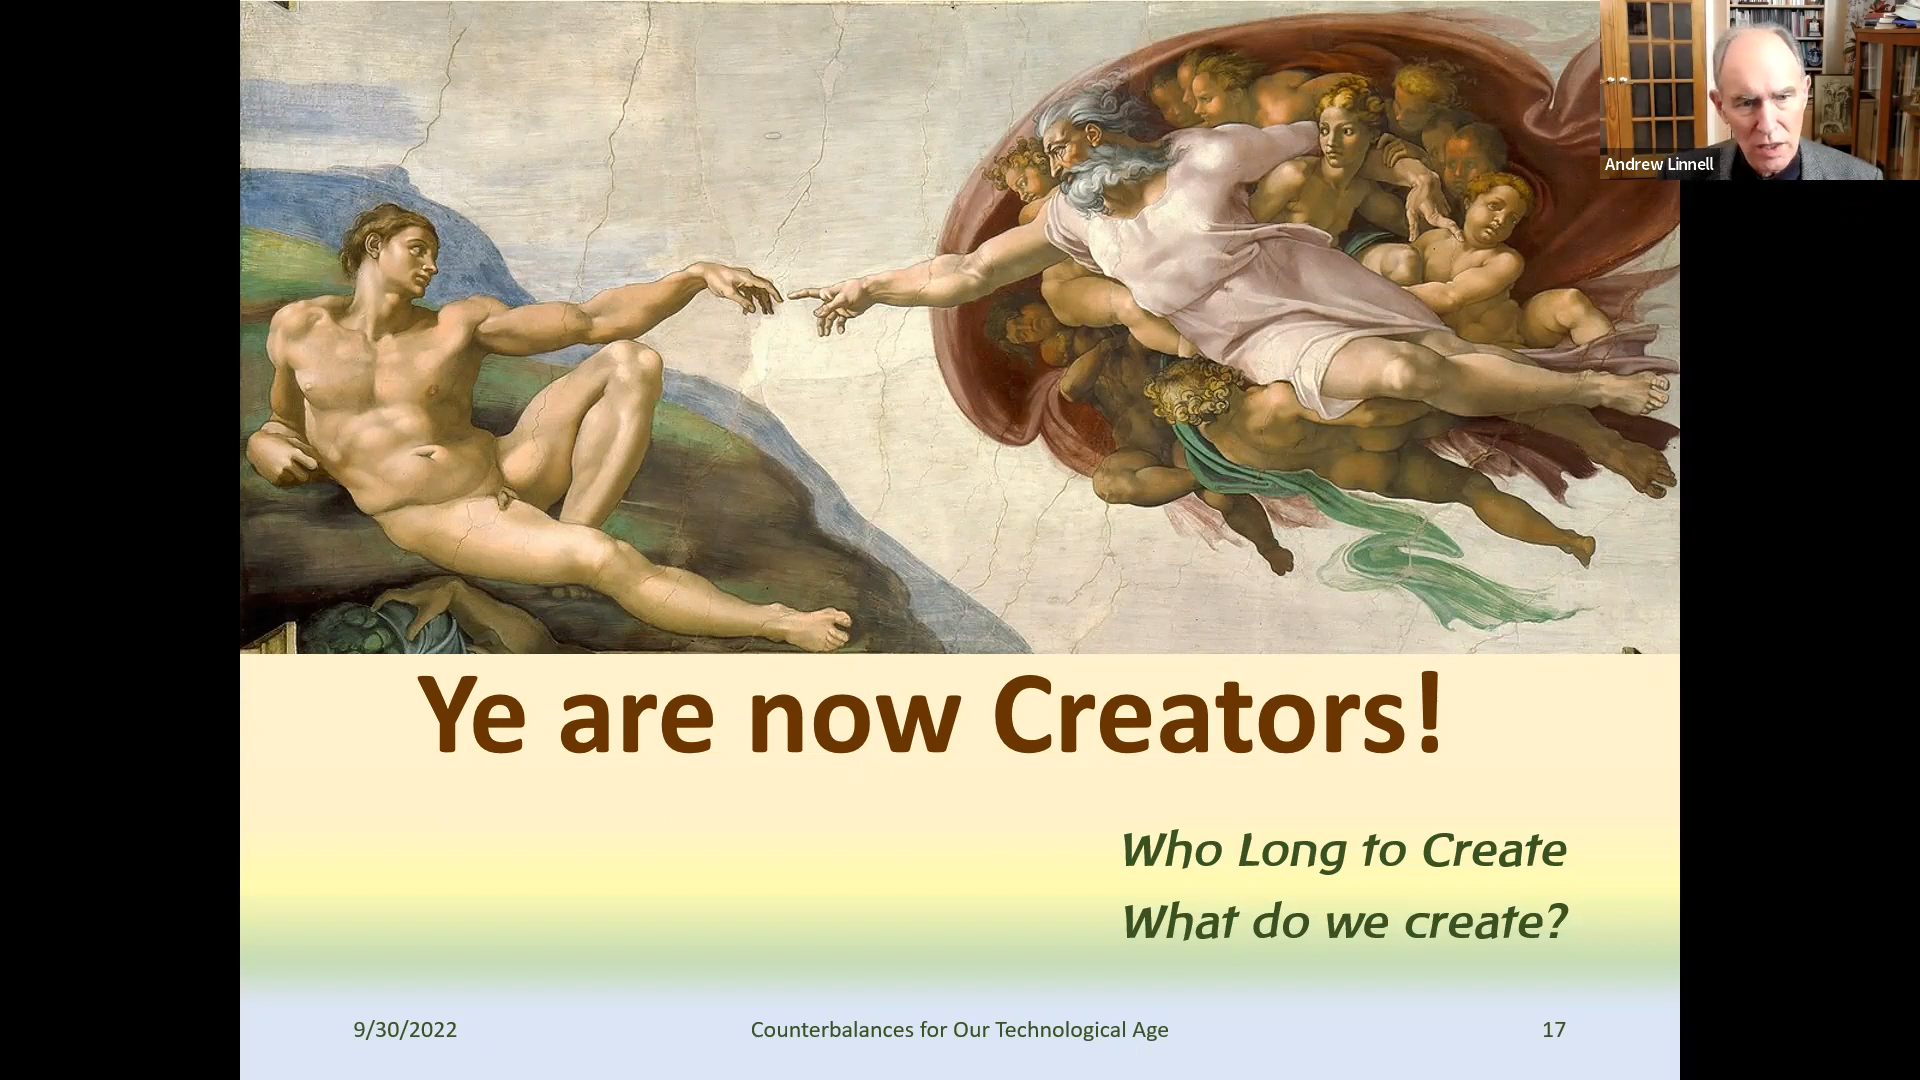 Andrew Linnell
Ye are now Creators!
Who Long to Create
What do we create?
9/30/2022
Counterbalances for Our Technological Age
17